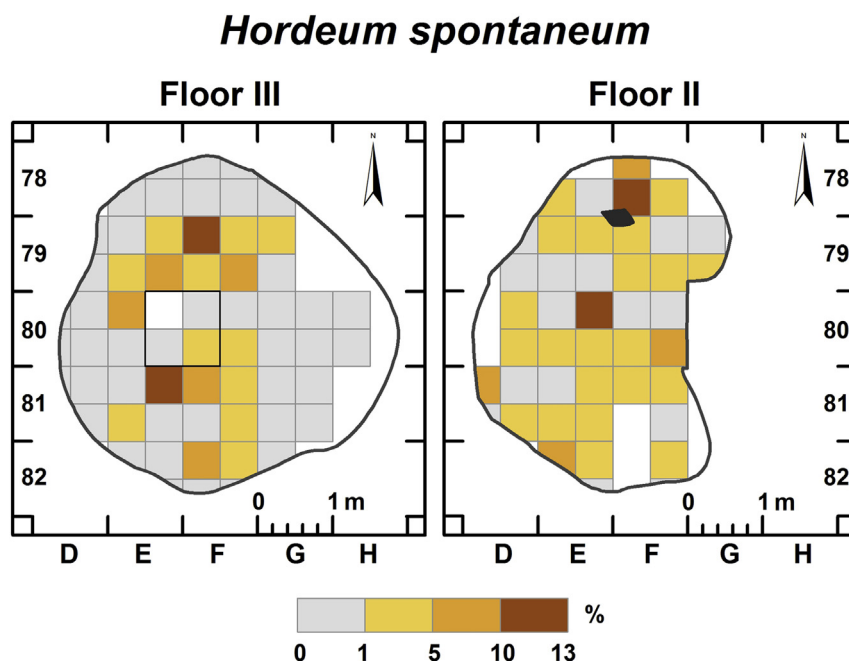 Hordeum spontaneum
Floor III
Floor II
N
N
78
78
79
79
80
80
81
81
82
82
0 1 m
0 1 m
D E F G H
D E F G H
%
0 1 5 10 13